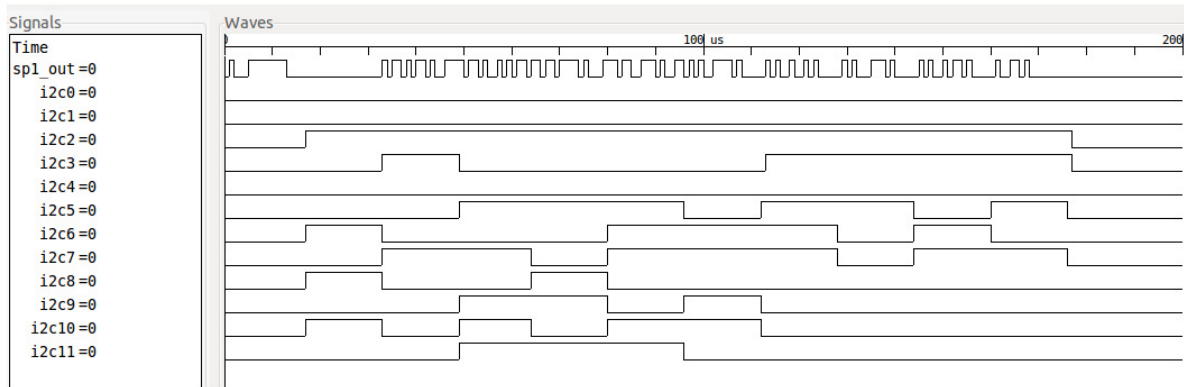 Signals
Waves
Time
0
100 us
200
sp1_out=0
i2c0=0
i2c1=0
i2c2=0
i2c3=0
i2c4=0
i2c5=0
i2c6=0
i2c7=0
i2c8=0
i2c9=0
i2c10=0
i2c11=0